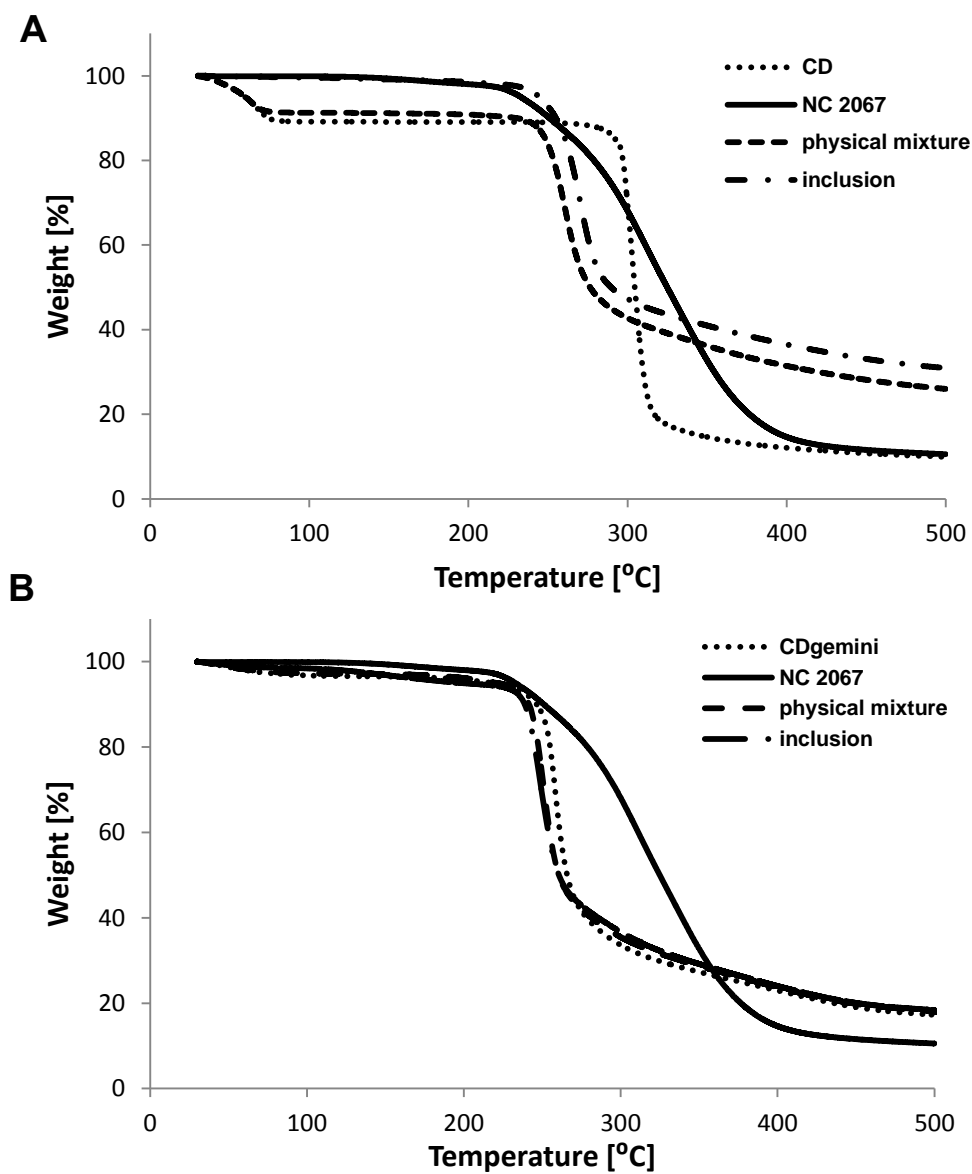 A
100
80
60
40
20
0
Weight [%]
CD
NC 2067
physical mixture
inclusion
0 100 200 300 400 500
Temperature [ºC]
B
100
80
60
40
20
0
Weight [%]
CDgemini
NC 2067
physical mixture
inclusion
0 100 200 300 400 500
Temperature [ºC]